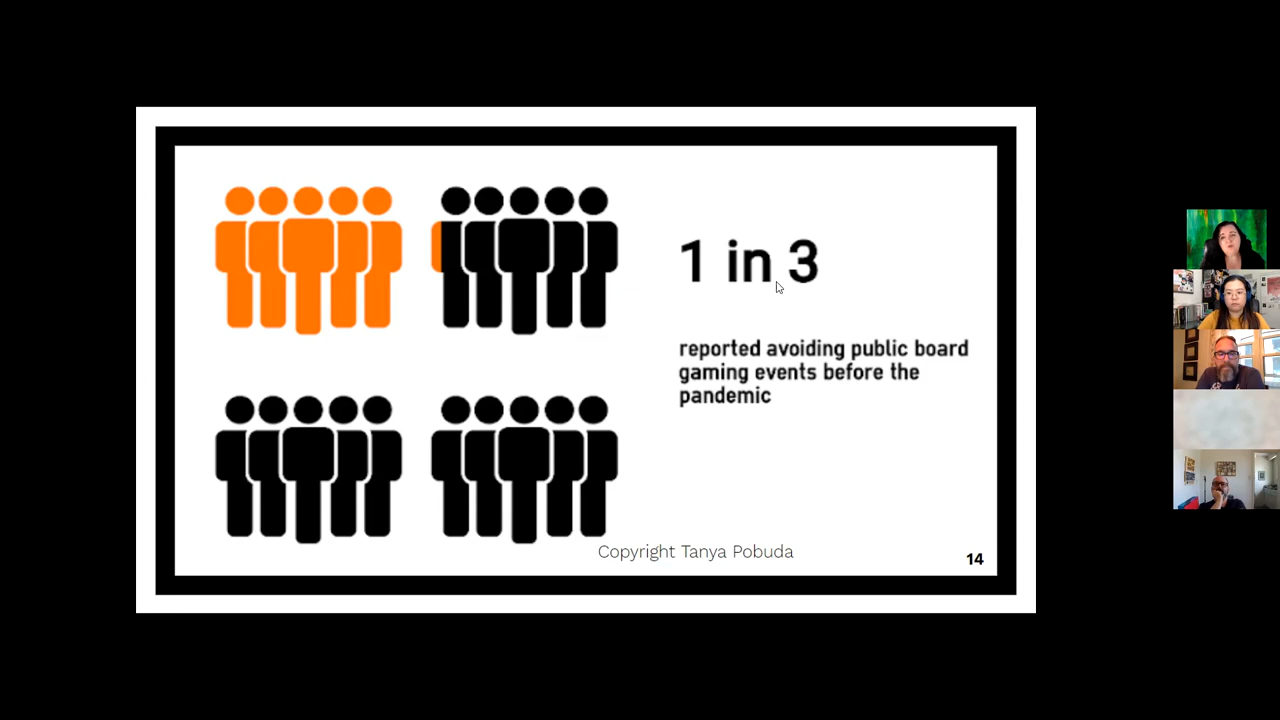 1 in 3
reported avoiding public board
gaming events before the
pandemic
Copyright Tanya Pobuda
14